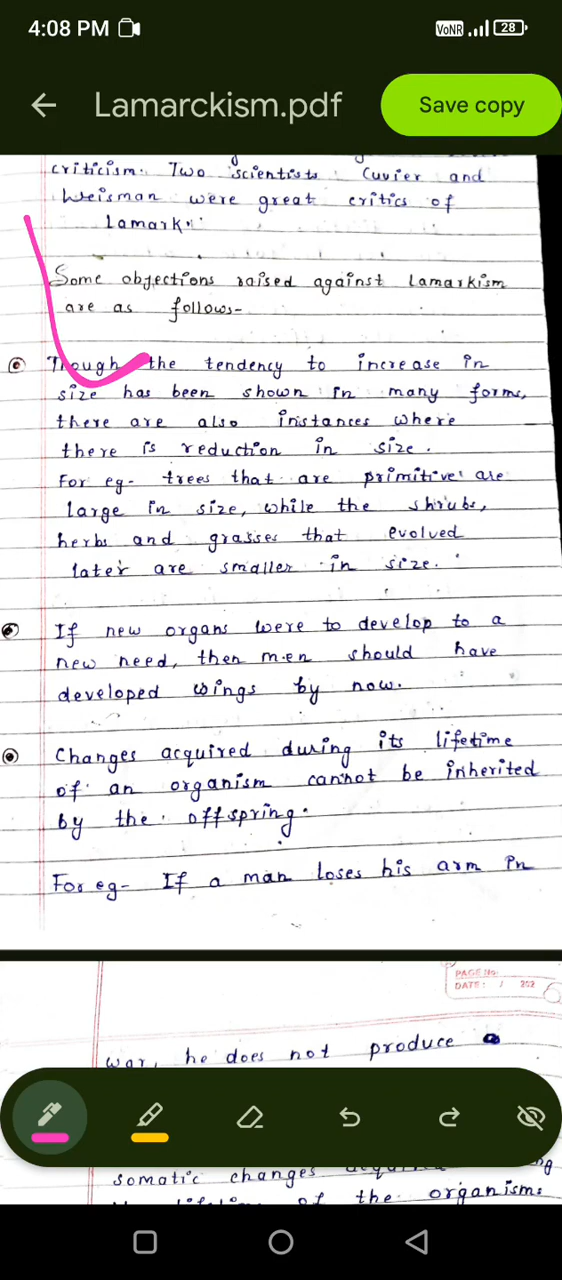 4:08 PM
VoNR 28
Lamarckism.pdf
Save copy
criticism. Two scientists Cuvier and
Weisman were great critics of
Lamark.
Some objections raised against Lamarkism
are as follows-
Though the tendency to increase in
size has been shown in many forms,
there are also instances where
there is reduction in size.
For eg- trees that are primitive are
large in size, while the shrubs,
herbs and grasses that evolved
later are smaller in size.
If new organs were to develop to a
new need, then men should have
developed wings by now.
Changes acquired during its lifetime
of an organism cannot be inherited
by the offspring.
For eg- If a man loses his arm in
PAGE No:
DATE: / 202
war, he does not produce
somatic changes
of the organism: